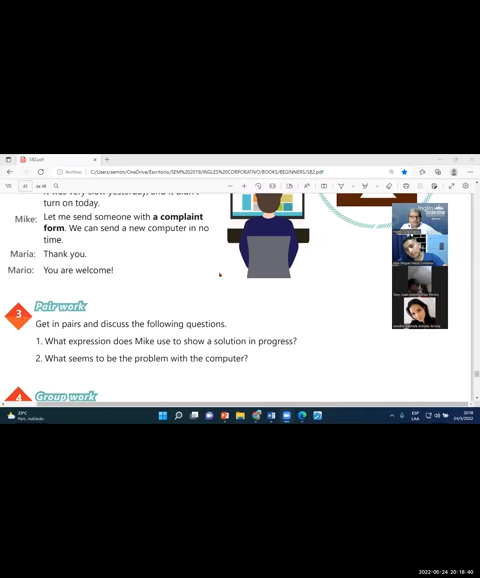 SB2.pdf
Archivo
C:/Users/semon/OneDrive/Escritorio/SEM%202019/INGLES%20CORPORATIVO/BOOKS/BEGINNERS/SB2.pdf
de 48
turn on today.
Mike: Let me send someone with a complaint
form. We can send a new computer in no
time.
Maria: Thank you.
Mario: You are welcome!
3 Pair work
Get in pairs and discuss the following questions.
1. What expression does Mike use to show a solution in progress?
2. What seems to be the problem with the computer?
4 Group work
23°C
Parc. nublado
ESP
LAA
20:18
24/5/2022
2022-05-24 20:18:40